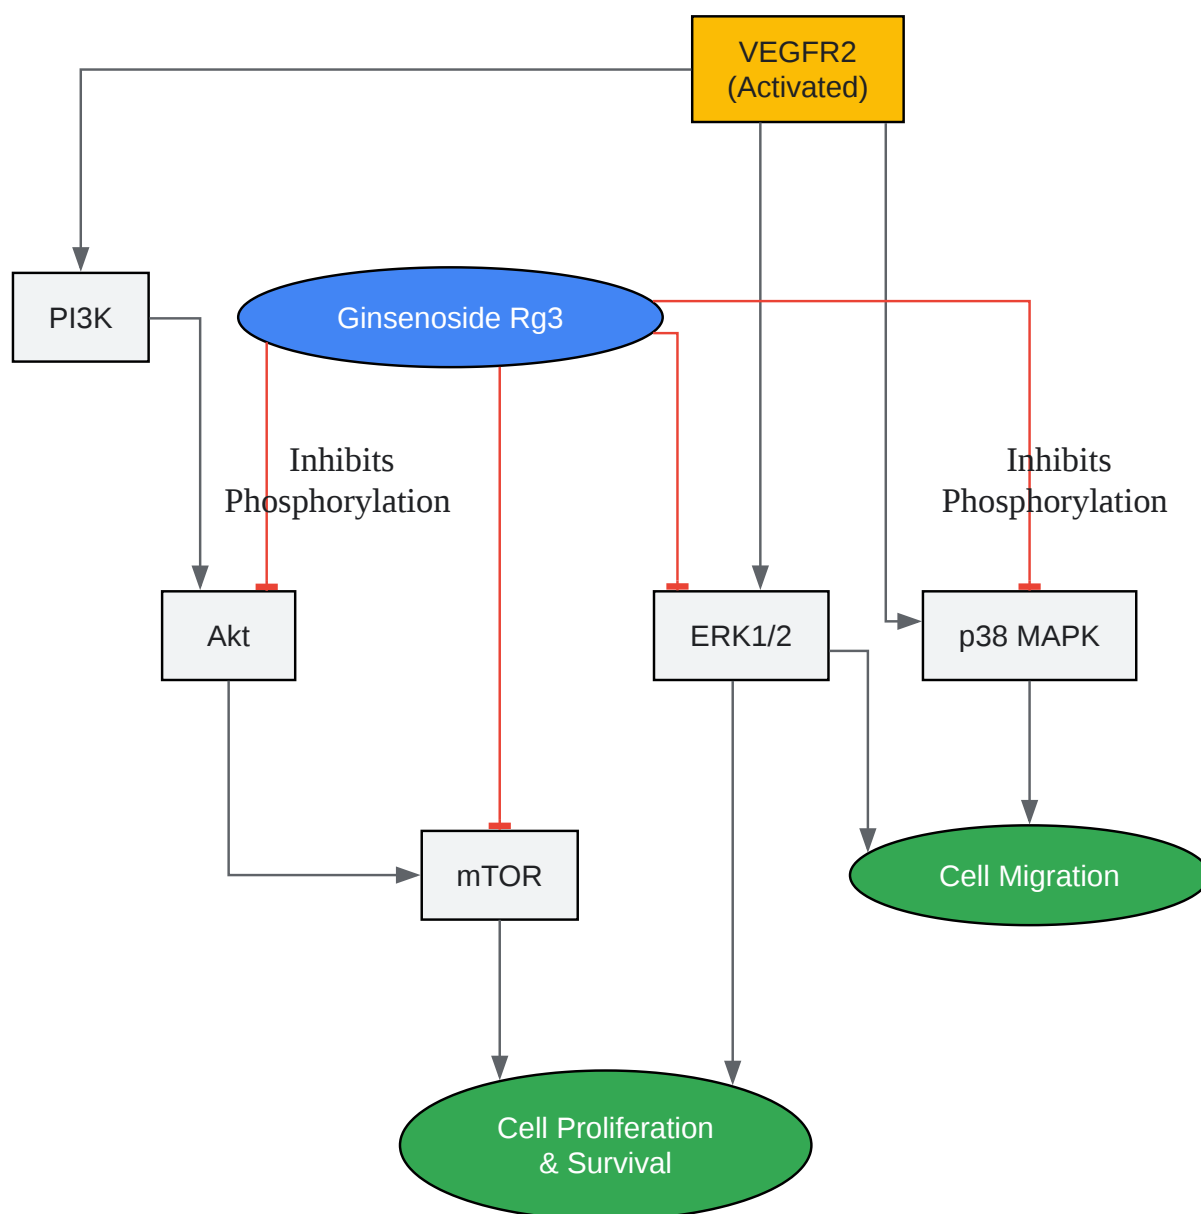 VEGFR2
(Activated)
PI3K
Ginsenoside Rg3
Inhibits
Phosphorylation
Inhibits
Phosphorylation
Akt
ERK1/2
p38 MAPK
mTOR
Cell Migration
Cell Proliferation
& Survival